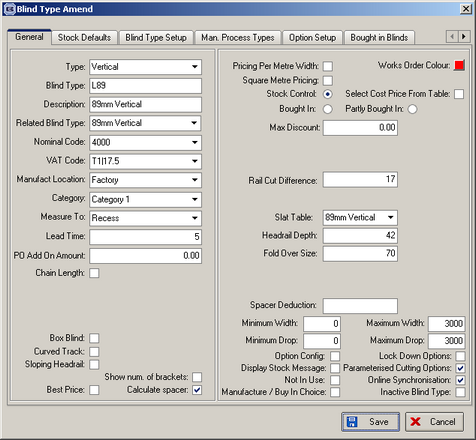 Blind Type Amend
General Stock Defaults Blind Type Setup Man. Process Types Option Setup Bought in Blinds
Type: Vertical
Blind Type: L89
Description: 89mm Vertical
Related Blind Type: 89mm Vertical
Nominal Code: 4000
VAT Code: T1|17.5
Manufact Location: Factory
Category: Category 1
Measure To: Recess
Lead Time: 5
PO Add On Amount: 0.00
Chain Length:
Box Blind:
Curved Track:
Sloping Headrail:
Show num. of brackets:
Best Price: Calculate spacer:
Pricing Per Metre Width: Works Order Colour:
Square Metre Pricing:
Stock Control: Select Cost Price From Table:
Bought In: Partly Bought In:
Max Discount: 0.00
Rail Cut Difference: 17
Slat Table: 89mm Vertical
Headrail Depth: 42
Fold Over Size: 70
Spacer Deduction:
Minimum Width: 0 Maximum Width: 3000
Minimum Drop: 0 Maximum Drop: 3000
Option Config: Lock Down Options:
Display Stock Message: Parameterised Cutting Options:
Not In Use: Online Synchronisation:
Manufacture / Buy In Choice: Inactive Blind Type:
Save Cancel